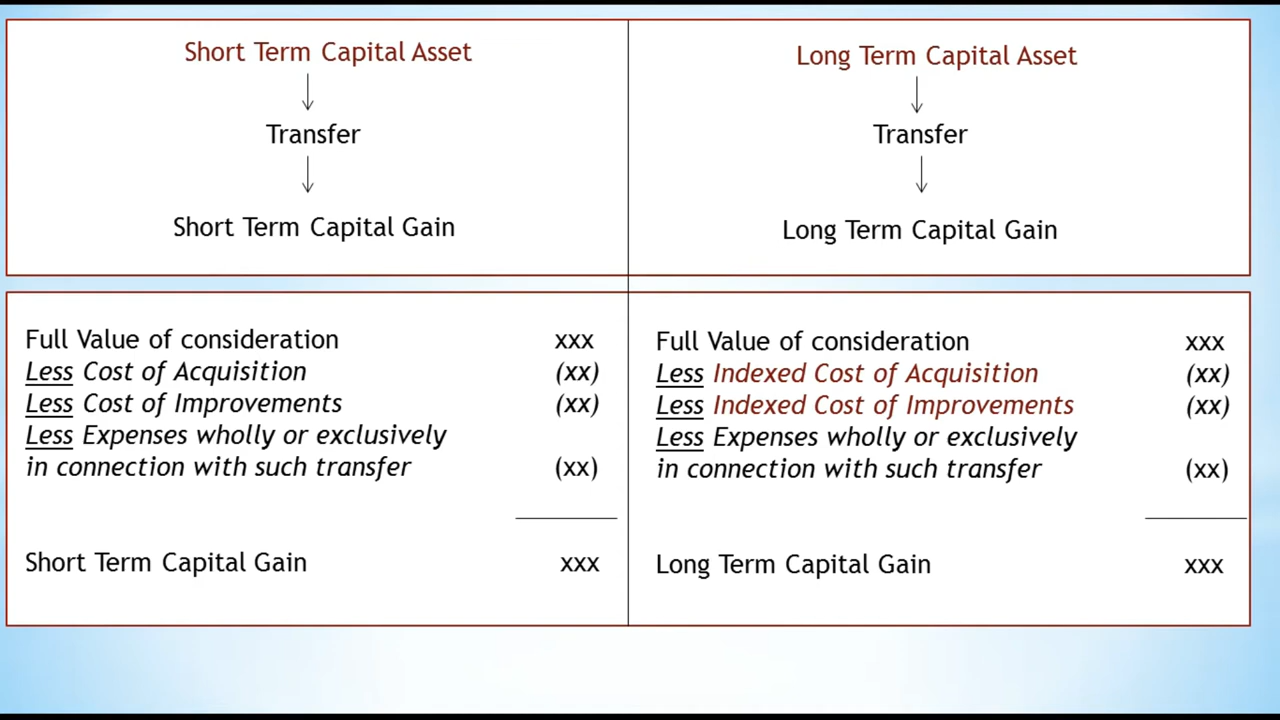 Short Term Capital Asset
Transfer
Short Term Capital Gain
Long Term Capital Asset
Transfer
Long Term Capital Gain
Full Value of consideration xxx
Less Cost of Acquisition (xx)
Less Cost of Improvements (xx)
Less Expenses wholly or exclusively
in connection with such transfer (xx)
Short Term Capital Gain xxx
Full Value of consideration xxx
Less Indexed Cost of Acquisition (xx)
Less Indexed Cost of Improvements (xx)
Less Expenses wholly or exclusively
in connection with such transfer (xx)
Long Term Capital Gain xxx